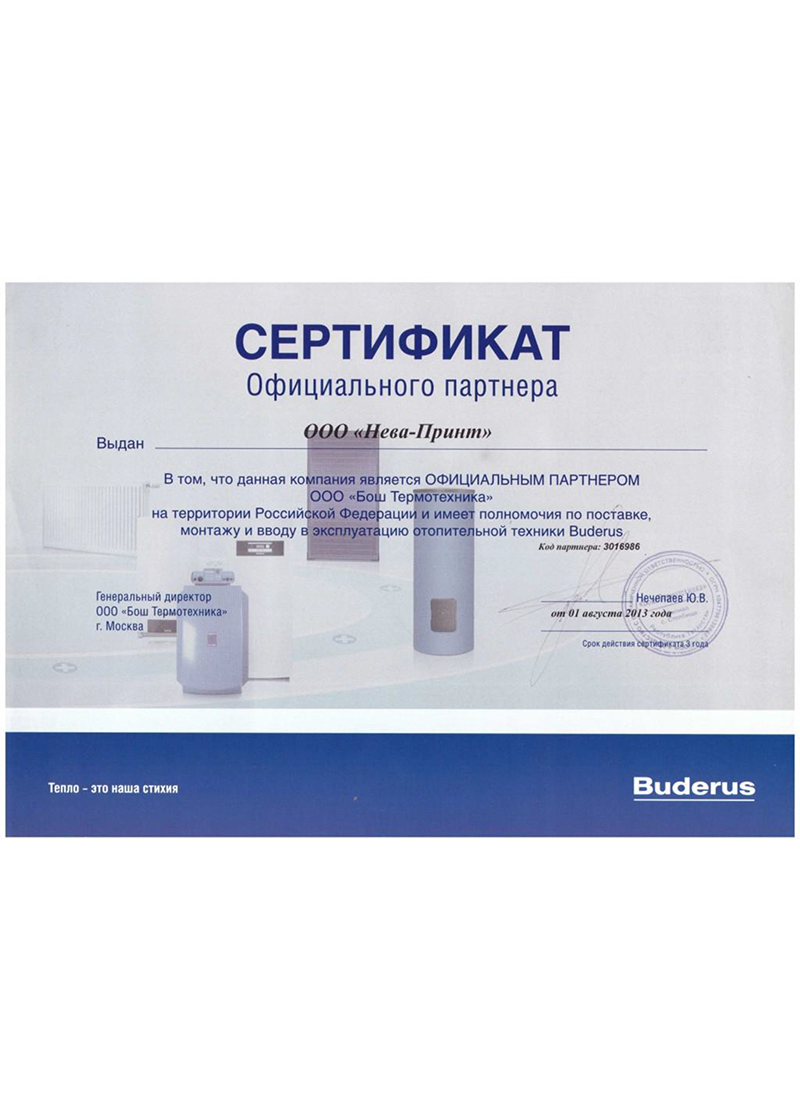 СЕРТИФИКАТ
Официального партнера
ООО «Нева-Принт»
Выдан
В том, что данная компания является ОФИЦИАЛЬНЫМ ПАРТНЕРОМ
ООО «Бош Термотехника»
на территории Российской Федерации и имеет полномочия по поставке,
монтажу и вводу в эксплуатацию отопительной техники Buderus
Код партнера: 3016986
Генеральный директор
ООО «Бош Термотехника»
г. Москва
Нечепаев Ю.В.
от 01 августа 2013 года
Срок действия сертификата 3 года
Тепло – это наша стихия
Buderus